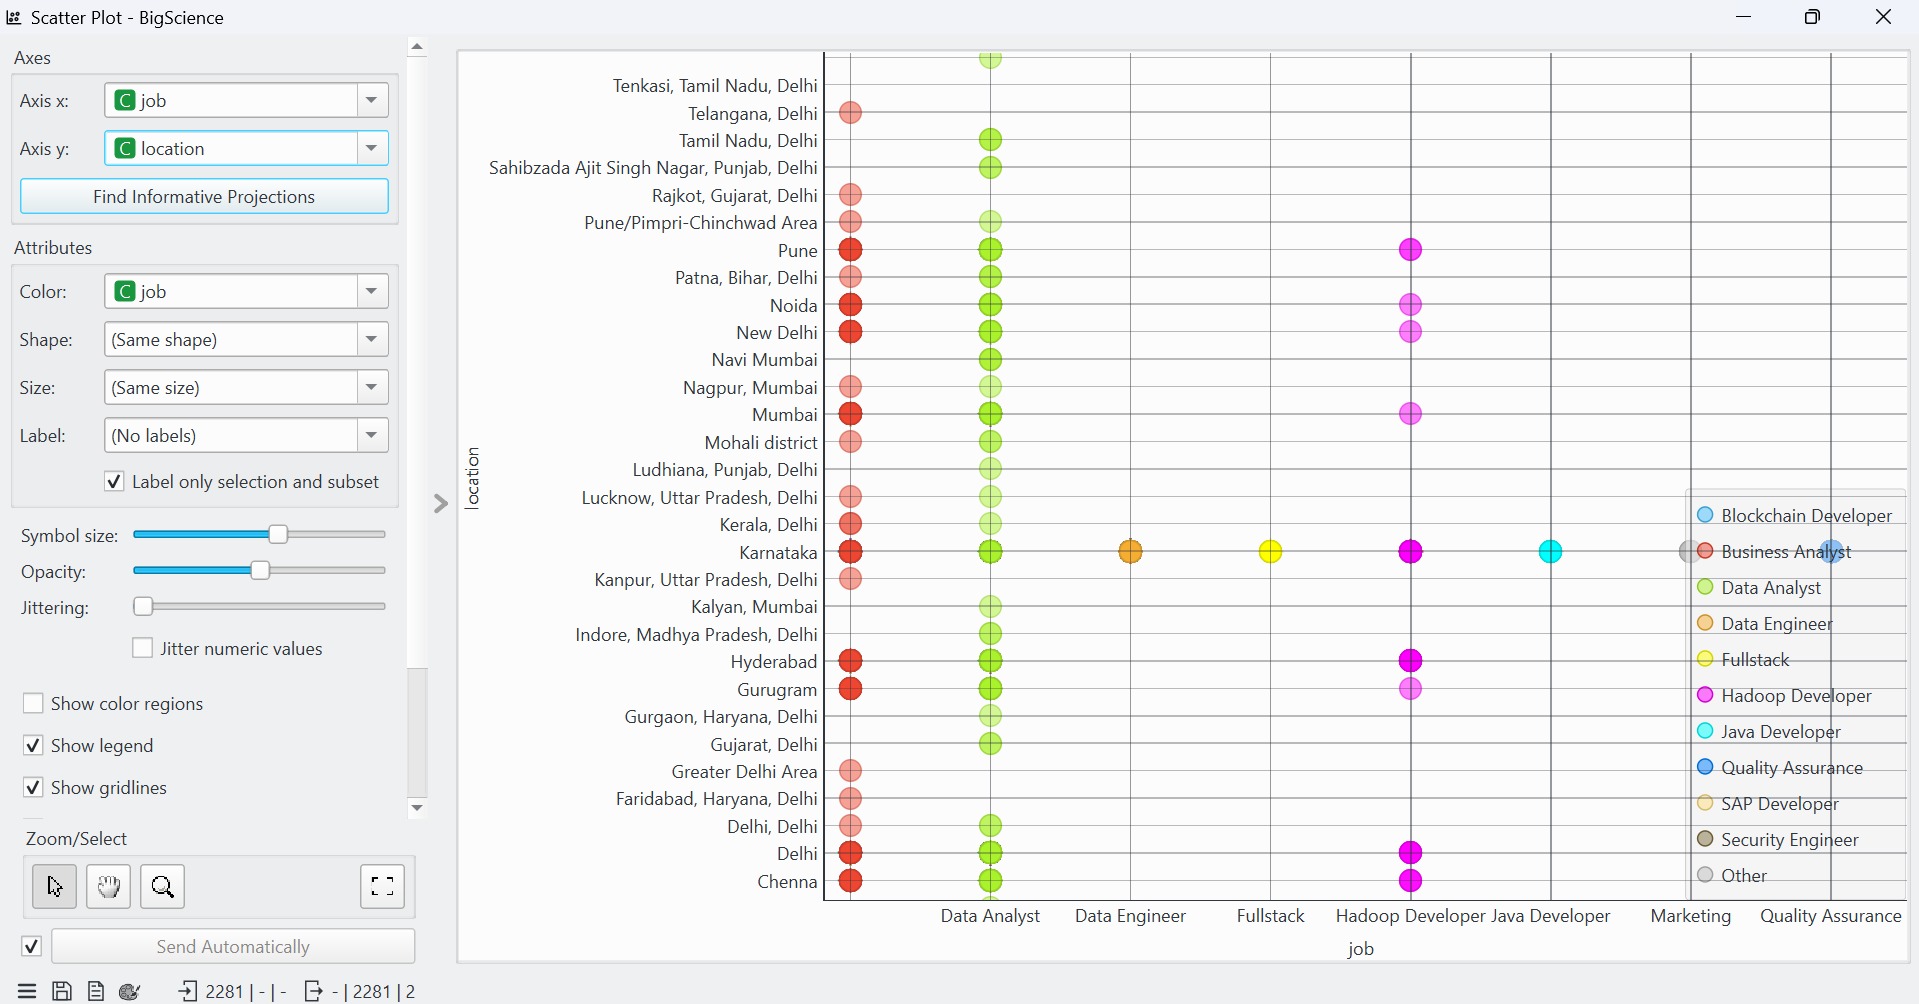 Scatter Plot - BigScience
Axes
Axis x:
C job
Axis y:
C location
Find Informative Projections
Attributes
Color:
C job
Shape:
(Same shape)
Size:
(Same size)
Label:
(No labels)
Label only selection and subset
Symbol size:
Opacity:
Jittering:
Jitter numeric values
Show color regions
Show legend
Show gridlines
Zoom/Select
Send Automatically
2281 | - | -
- | 2281 | 2
location
Tenkasi, Tamil Nadu, Delhi
Telangana, Delhi
Tamil Nadu, Delhi
Sahibzada Ajit Singh Nagar, Punjab, Delhi
Rajkot, Gujarat, Delhi
Pune/Pimpri-Chinchwad Area
Pune
Patna, Bihar, Delhi
Noida
New Delhi
Navi Mumbai
Nagpur, Mumbai
Mumbai
Mohali district
Ludhiana, Punjab, Delhi
Lucknow, Uttar Pradesh, Delhi
Kerala, Delhi
Karnataka
Kanpur, Uttar Pradesh, Delhi
Kalyan, Mumbai
Indore, Madhya Pradesh, Delhi
Hyderabad
Gurugram
Gurgaon, Haryana, Delhi
Gujarat, Delhi
Greater Delhi Area
Faridabad, Haryana, Delhi
Delhi, Delhi
Delhi
Chenna
Blockchain Developer
Business Analyst
Data Analyst
Data Engineer
Fullstack
Hadoop Developer
Java Developer
Quality Assurance
SAP Developer
Security Engineer
Other
Data Analyst
Data Engineer
Fullstack
Hadoop Developer
Java Developer
Marketing
Quality Assurance
job